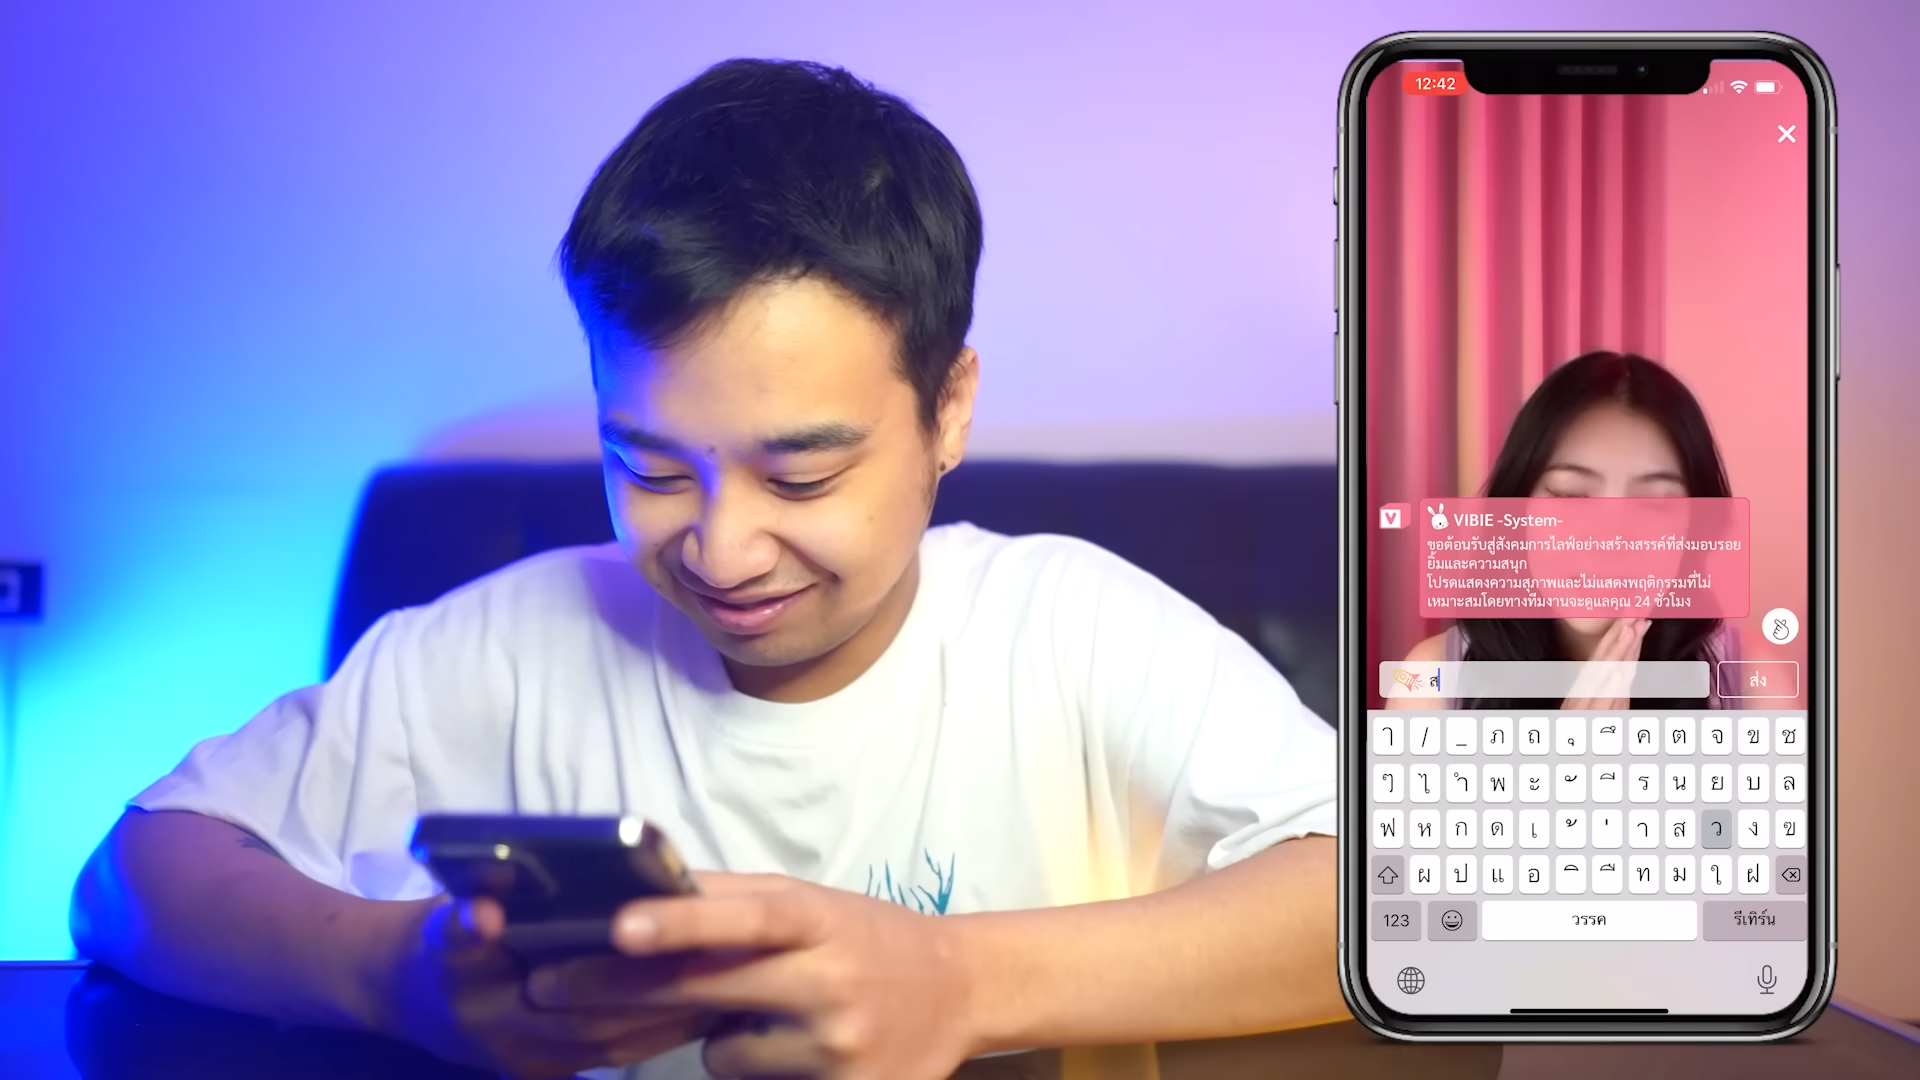 12:42
V
VIBIE -System-
ขอต้อนรับสู่สังคมการไลฟ์อย่างสร้างสรรค์ที่ส่งมอบรอย
ยิ้มและความสนุก
โปรดแสดงความสุภาพและไม่แสดงพฤติกรรมที่ไม่
เหมาะสมโดยทางทีมงานจะดูแลคุณ 24 ชั่วโมง
ส
ส่ง
า / _ ภ ถ ุ ึ ค ต จ ข ช
ๆ ไ ำ พ ะ ั ี ร น ย บ ล
ฟ ห ก ด เ ้ ่ า ส ว ง ฃ
ผ ป แ อ ิ ื ท ม ใ ฝ
123 วรรค รีเทิร์น